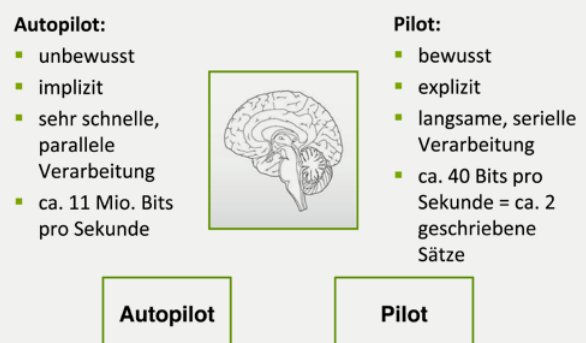 Autopilot:
▪ unbewusst
▪ implizit
▪ sehr schnelle,
parallele
Verarbeitung
▪ ca. 11 Mio. Bits
pro Sekunde
Pilot:
▪ bewusst
▪ explizit
▪ langsame, serielle
Verarbeitung
▪ ca. 40 Bits pro
Sekunde = ca. 2
geschriebene
Sätze
Autopilot
Pilot